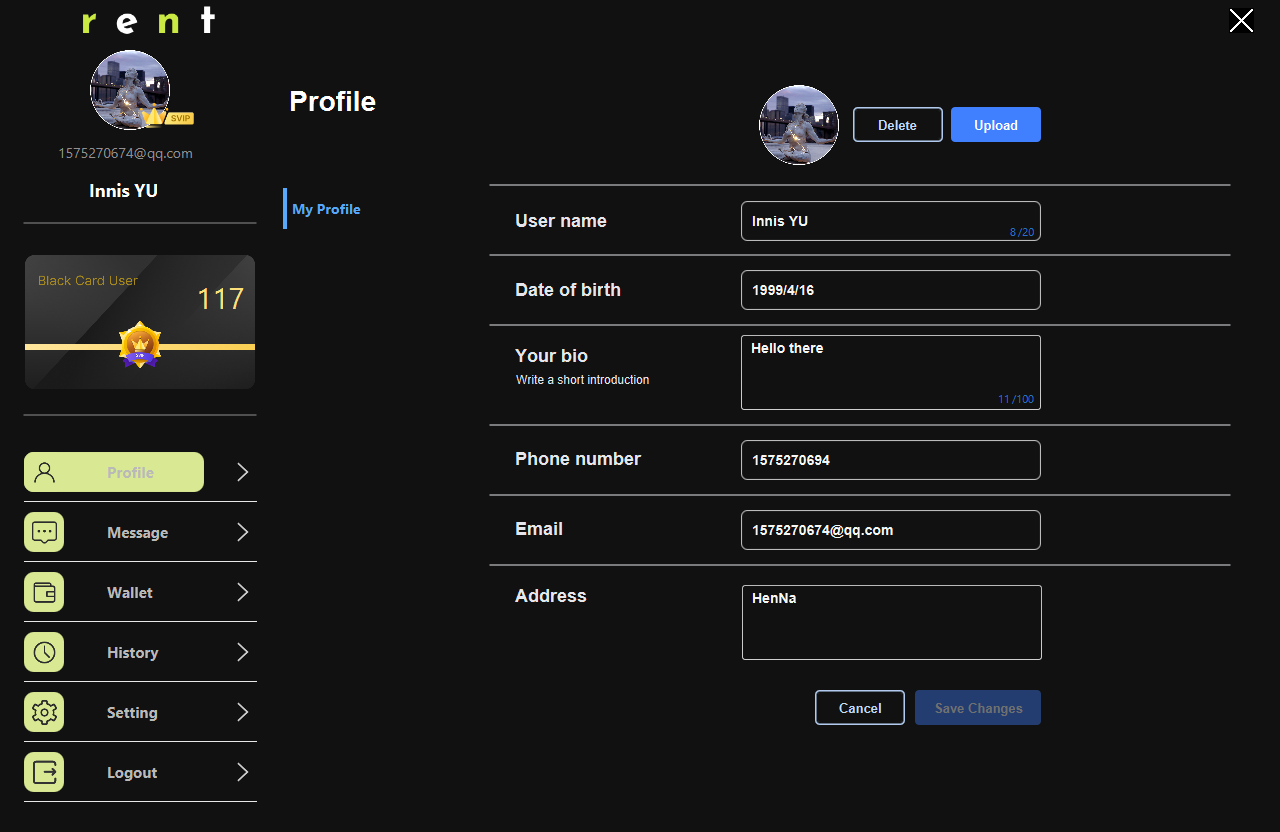 rent
SVIP
1575270674@qq.com
Innis YU
Black Card User
117
SVIP
Profile
Message
Wallet
History
Setting
Logout
Profile
Delete
Upload
My Profile
User name
Innis YU
8 /20
Date of birth
1999/4/16
Your bio
Write a short introduction
Hello there
11 /100
Phone number
1575270694
Email
1575270674@qq.com
Address
HenNa
Cancel
Save Changes